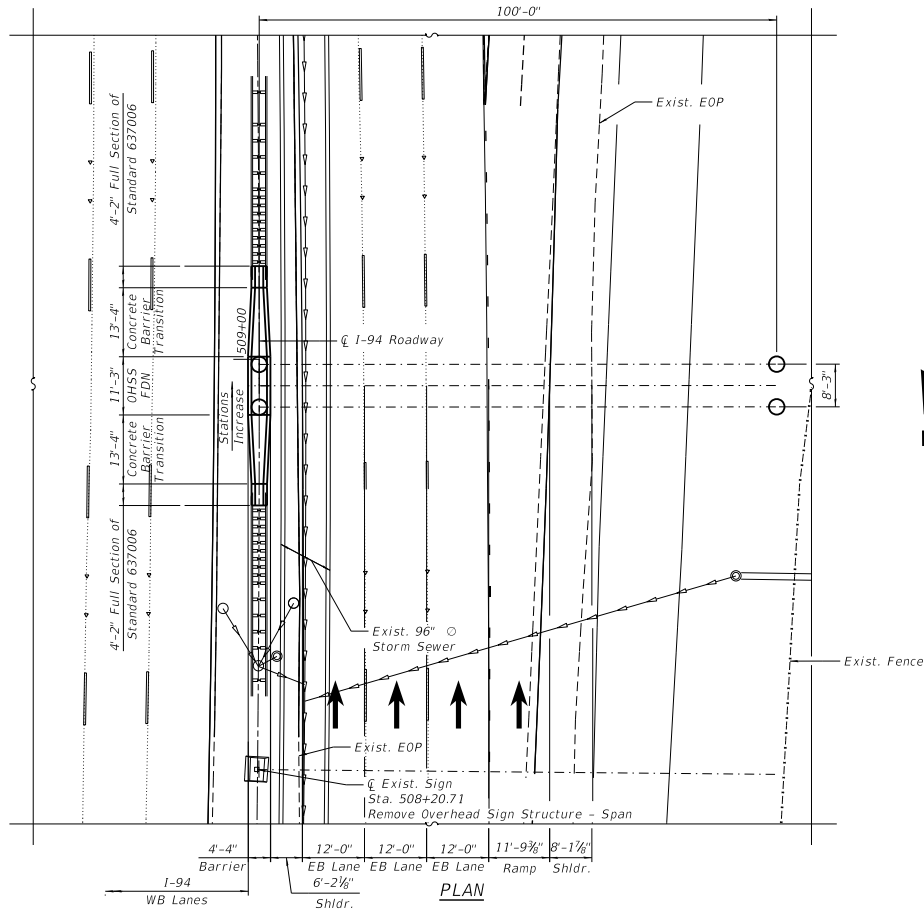 100'-0"
4'-2" Full Section of
Standard 637006
Exist. EOP
13'-4"
Concrete
Barrier
Transition
509+00
℄ I-94 Roadway
11'-3"
OHSS
FDN
8'-3"
Stations
Increase
13'-4"
Concrete
Barrier
Transition
4'-2" Full Section of
Standard 637006
Exist. 96" ∅
Storm Sewer
Exist. Fence
Exist. EOP
℄ Exist. Sign
Sta. 508+20.71
Remove Overhead Sign Structure - Span
4'-4"
Barrier
6'-2⅛"
Shldr.
12'-0"
EB Lane
12'-0"
EB Lane
12'-0"
EB Lane
11'-9⅜"
Ramp
8'-1⅞"
Shldr.
I-94
WB Lanes
PLAN